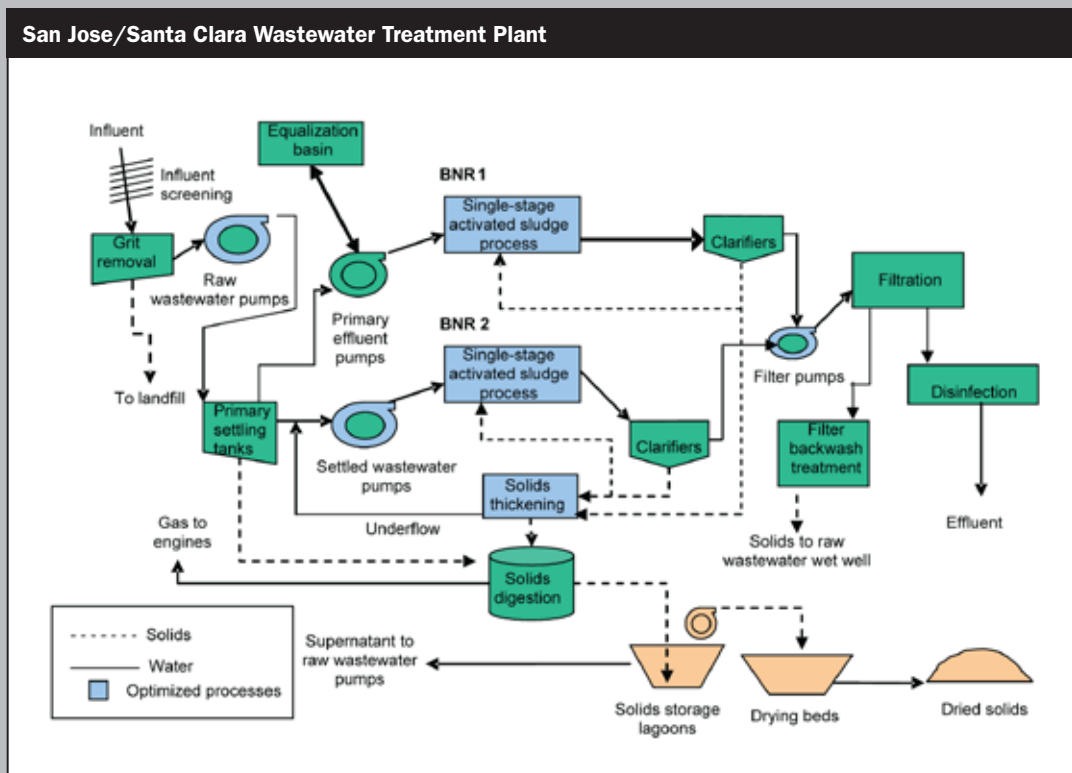 San Jose/Santa Clara Wastewater Treatment Plant
Influent
Influent
screening
Equalization
basin
BNR 1
Single-stage
activated sludge
process
Clarifiers
Grit
removal
Raw
wastewater pumps
Primary
effluent
pumps
Filtration
BNR 2
Single-stage
activated sludge
process
Filter pumps
To landfill
Disinfection
Primary
settling
tanks
Settled wastewater
pumps
Clarifiers
Filter
backwash
treatment
Solids
thickening
Underflow
Gas to
engines
Effluent
Solids to raw
wastewater wet well
Solids
digestion
Solids
Water
Optimized processes
Supernatant to
raw wastewater
pumps
Solids storage
lagoons
Drying beds
Dried solids